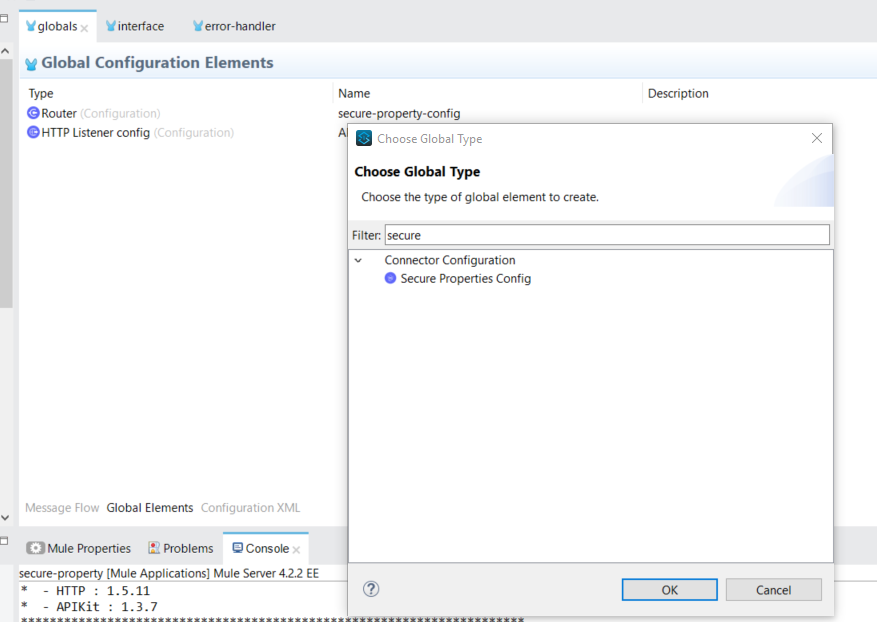 globals
interface
error-handler
Global Configuration Elements
Type
Name
Description
Router (Configuration)
secure-property-config
HTTP Listener config (Configuration)
Choose Global Type
Choose Global Type
Choose the type of global element to create.
Filter: secure
Connector Configuration
Secure Properties Config
Message Flow Global Elements Configuration XML
Mule Properties
Problems
Console
secure-property [Mule Applications] Mule Server 4.2.2 EE
* - HTTP : 1.5.11
* - APIKit : 1.3.7
OK
Cancel